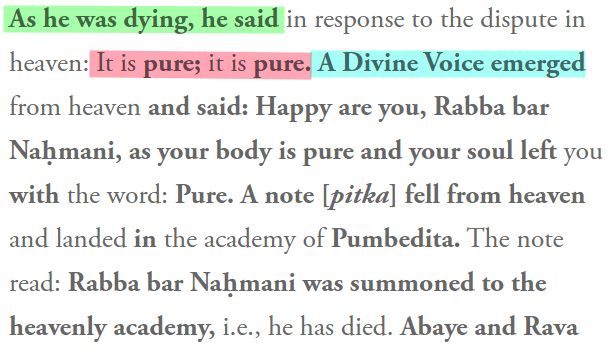 As he was dying, he said in response to the dispute in
heaven: It is pure; it is pure. A Divine Voice emerged
from heaven and said: Happy are you, Rabba bar
Naḥmani, as your body is pure and your soul left you
with the word: Pure. A note [pitka] fell from heaven
and landed in the academy of Pumbedita. The note
read: Rabba bar Naḥmani was summoned to the
heavenly academy, i.e., he has died. Abaye and Rava